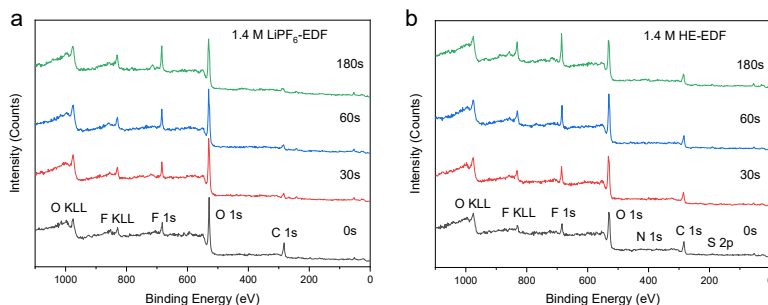 a
1.4 M LiPF₆-EDF
180s
60s
30s
0s
O KLL
F KLL
F 1s
O 1s
C 1s
Intensity (Counts)
1000 800 600 400 200 0
Binding Energy (eV)
b
1.4 M HE-EDF
180s
60s
30s
0s
O KLL
F KLL
F 1s
O 1s
N 1s
C 1s
S 2p
Intensity (Counts)
1000 800 600 400 200 0
Binding Energy (eV)